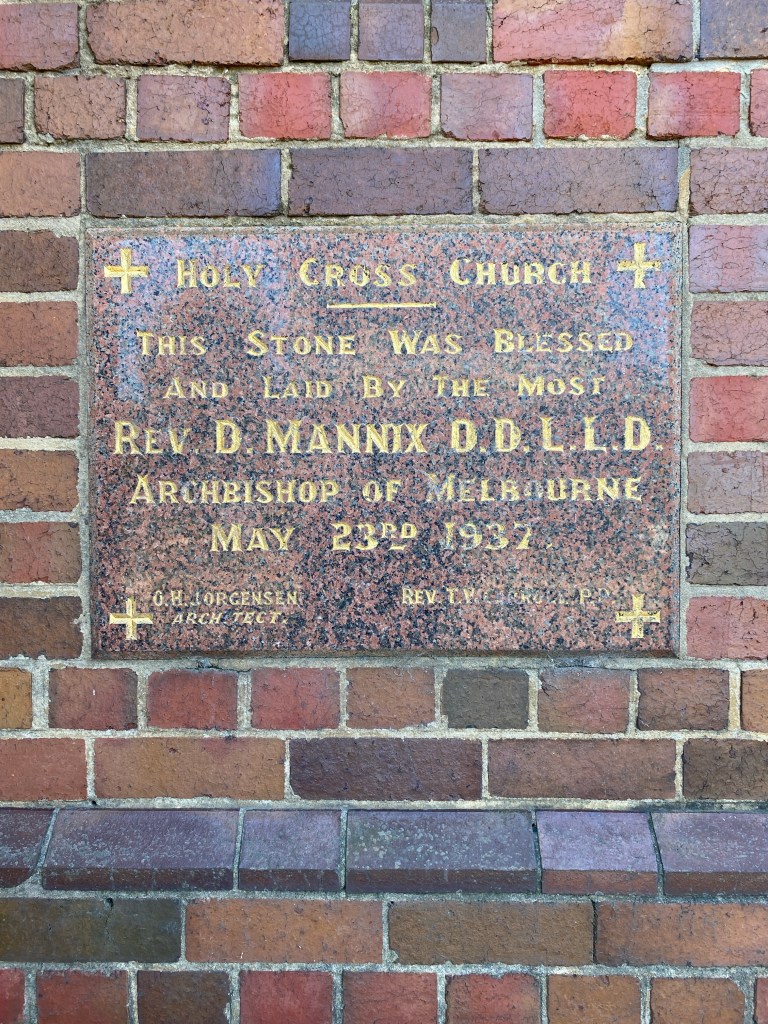 Holy Cross Church
This Stone Was Blessed
And Laid By The Most
Rev. D. Mannix D.D. L.L.D.
Archbishop of Melbourne
May 23RD 1937.
O.H. Jorgensen
Architect.
Rev. T.